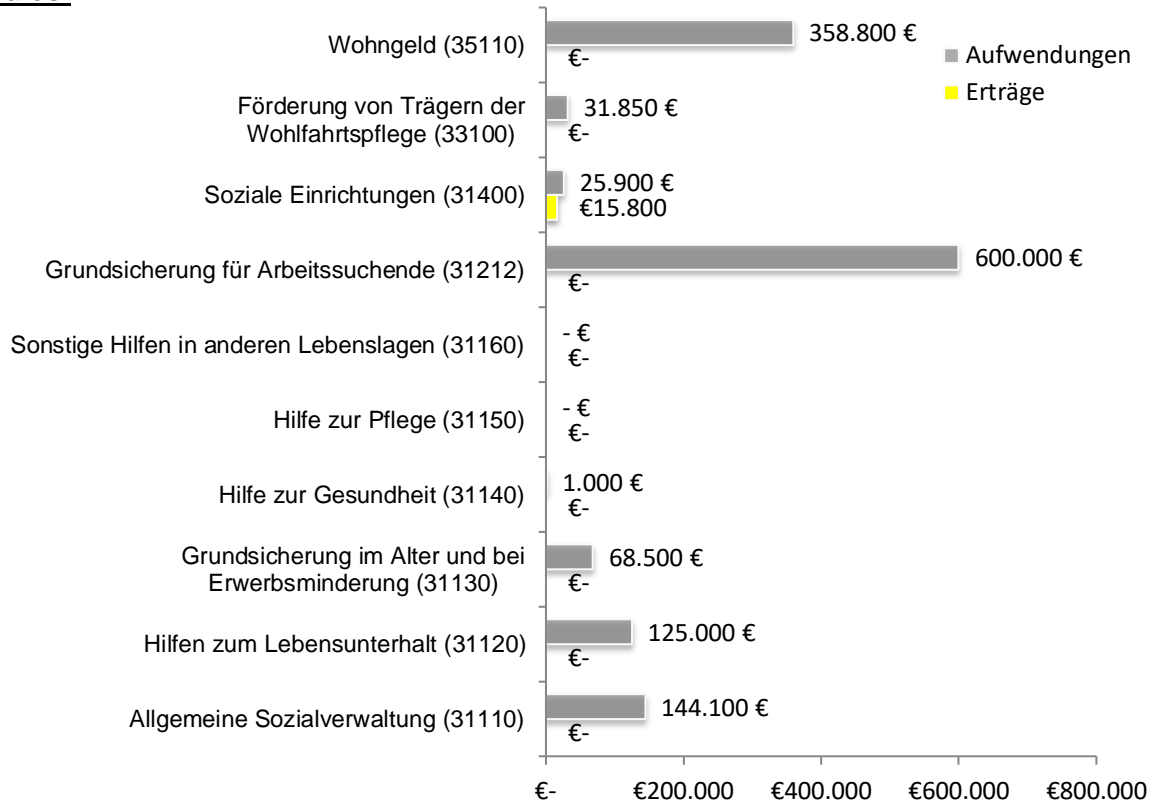 Wohngeld (35110)
358.800 €
€-
Aufwendungen
Erträge
Förderung von Trägern der
Wohlfahrtspflege (33100)
31.850 €
€-
Soziale Einrichtungen (31400)
25.900 €
€15.800
Grundsicherung für Arbeitssuchende (31212)
600.000 €
€-
Sonstige Hilfen in anderen Lebenslagen (31160)
- €
€-
Hilfe zur Pflege (31150)
- €
€-
Hilfe zur Gesundheit (31140)
1.000 €
€-
Grundsicherung im Alter und bei
Erwerbsminderung (31130)
68.500 €
€-
Hilfen zum Lebensunterhalt (31120)
125.000 €
€-
Allgemeine Sozialverwaltung (31110)
144.100 €
€-
€- €200.000 €400.000 €600.000 €800.000